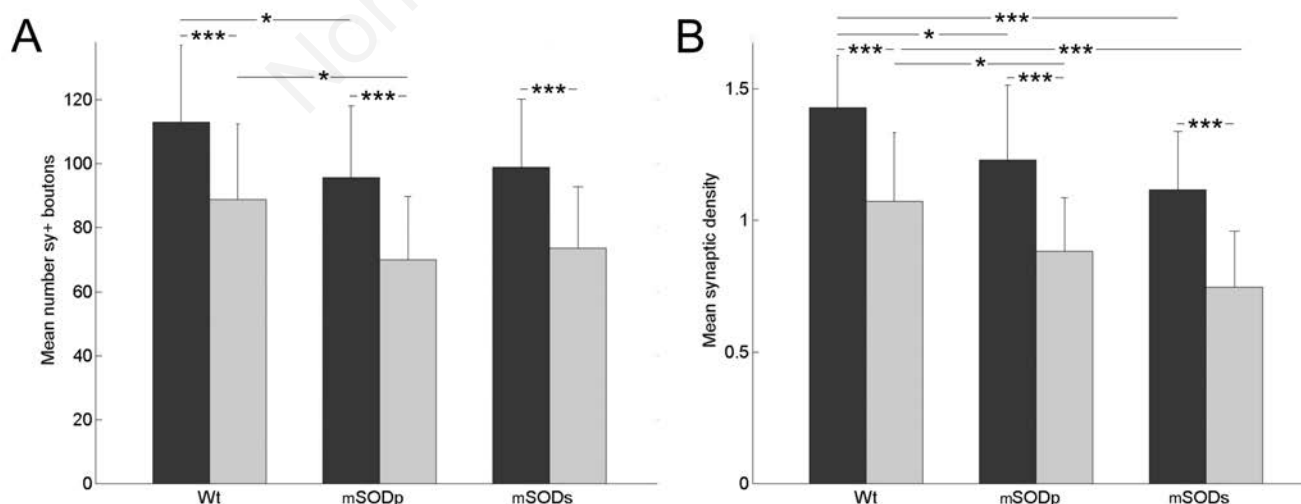 A
Mean number sy+ boutons
0
20
40
60
80
100
120
*
***
*
***
***
Wt
mSODp
mSODs
B
Mean synaptic density
0
0.5
1
1.5
***
*
***
***
*
***
***
Wt
mSODp
mSODs